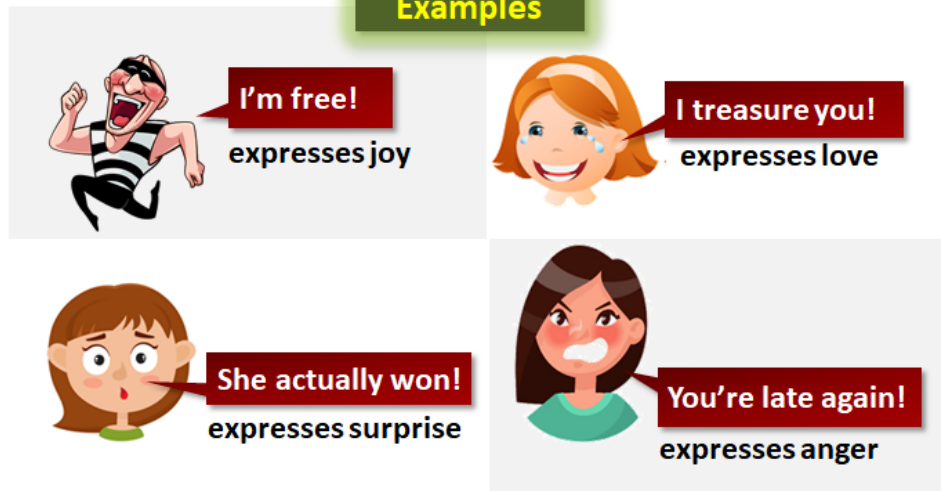 Examples
I'm free!
expresses joy
I treasure you!
expresses love
She actually won!
expresses surprise
You're late again!
expresses anger